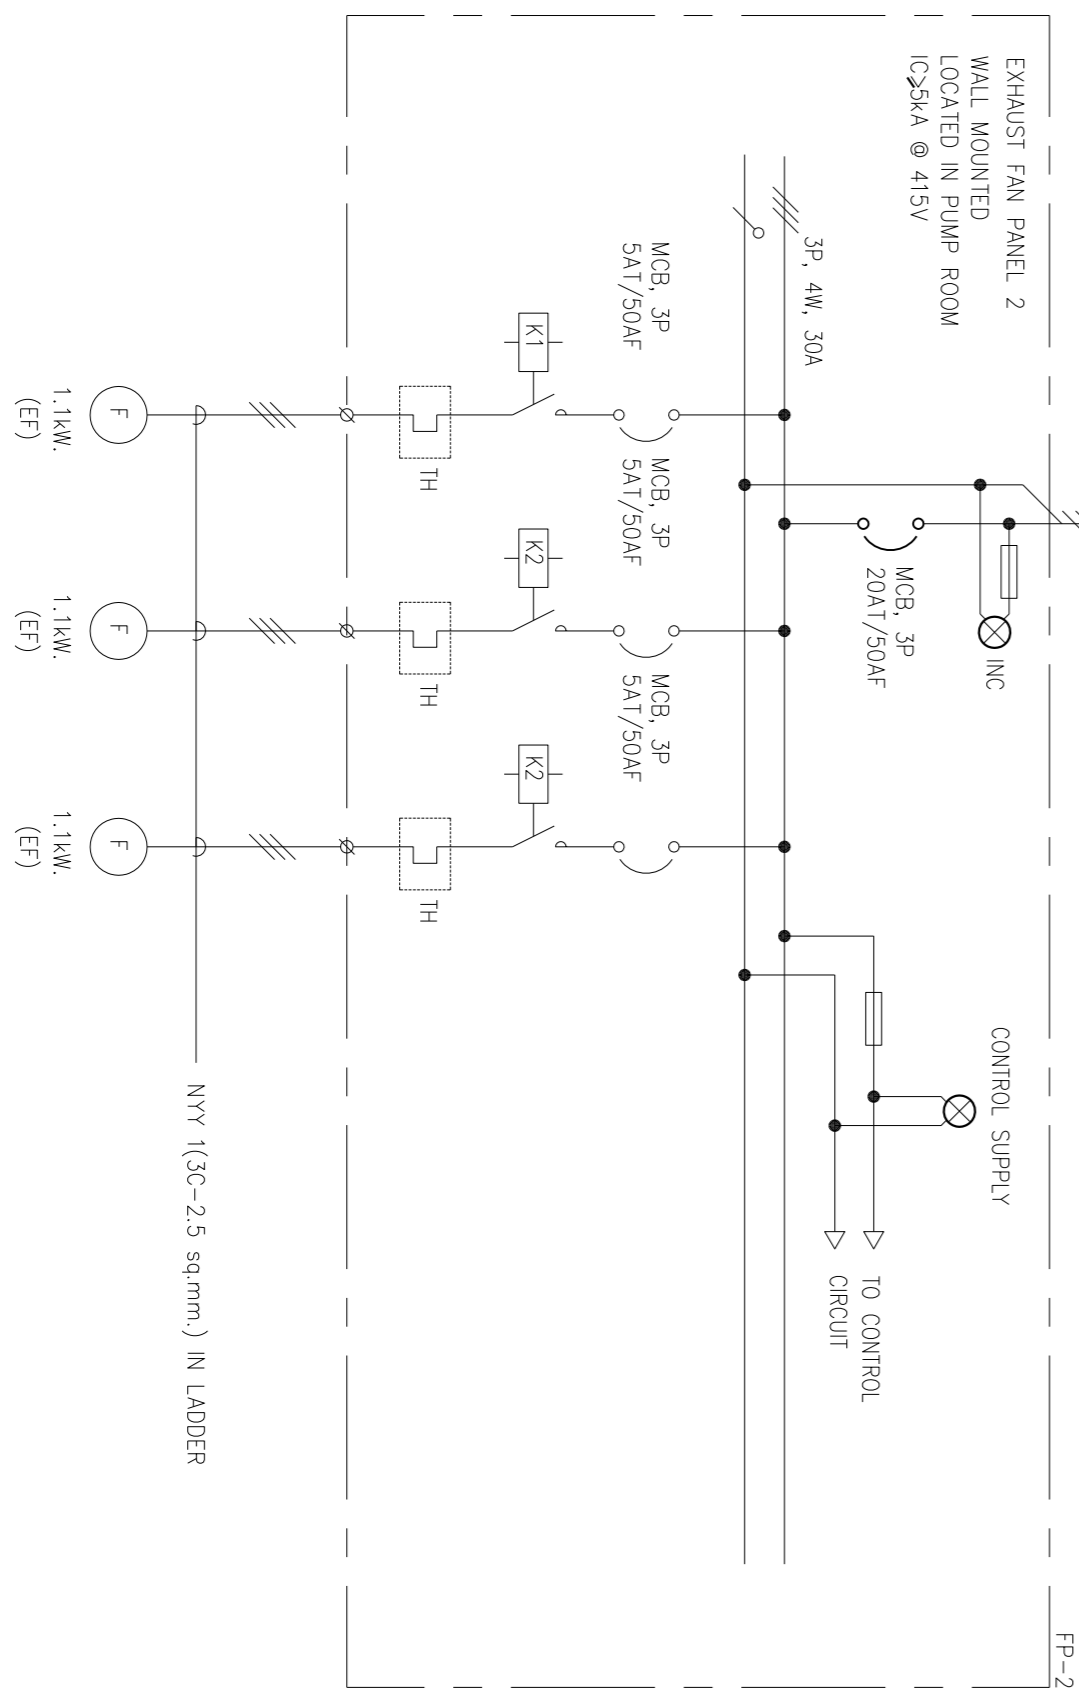 FP-2
EXHAUST FAN PANEL 2
WALL MOUNTED
LOCATED IN PUMP ROOM
IC≥5kA @ 415V
INC
MCB, 3P
20AT/50AF
CONTROL SUPPLY
TO CONTROL
CIRCUIT
3P, 4W, 30A
MCB, 3P
5AT/50AF
MCB, 3P
5AT/50AF
MCB, 3P
5AT/50AF
K1
K2
K2
TH
TH
TH
NYY 1(3C-2.5 sq.mm.) IN LADDER
F
F
F
1.1kW.
(EF)
1.1kW.
(EF)
1.1kW.
(EF)